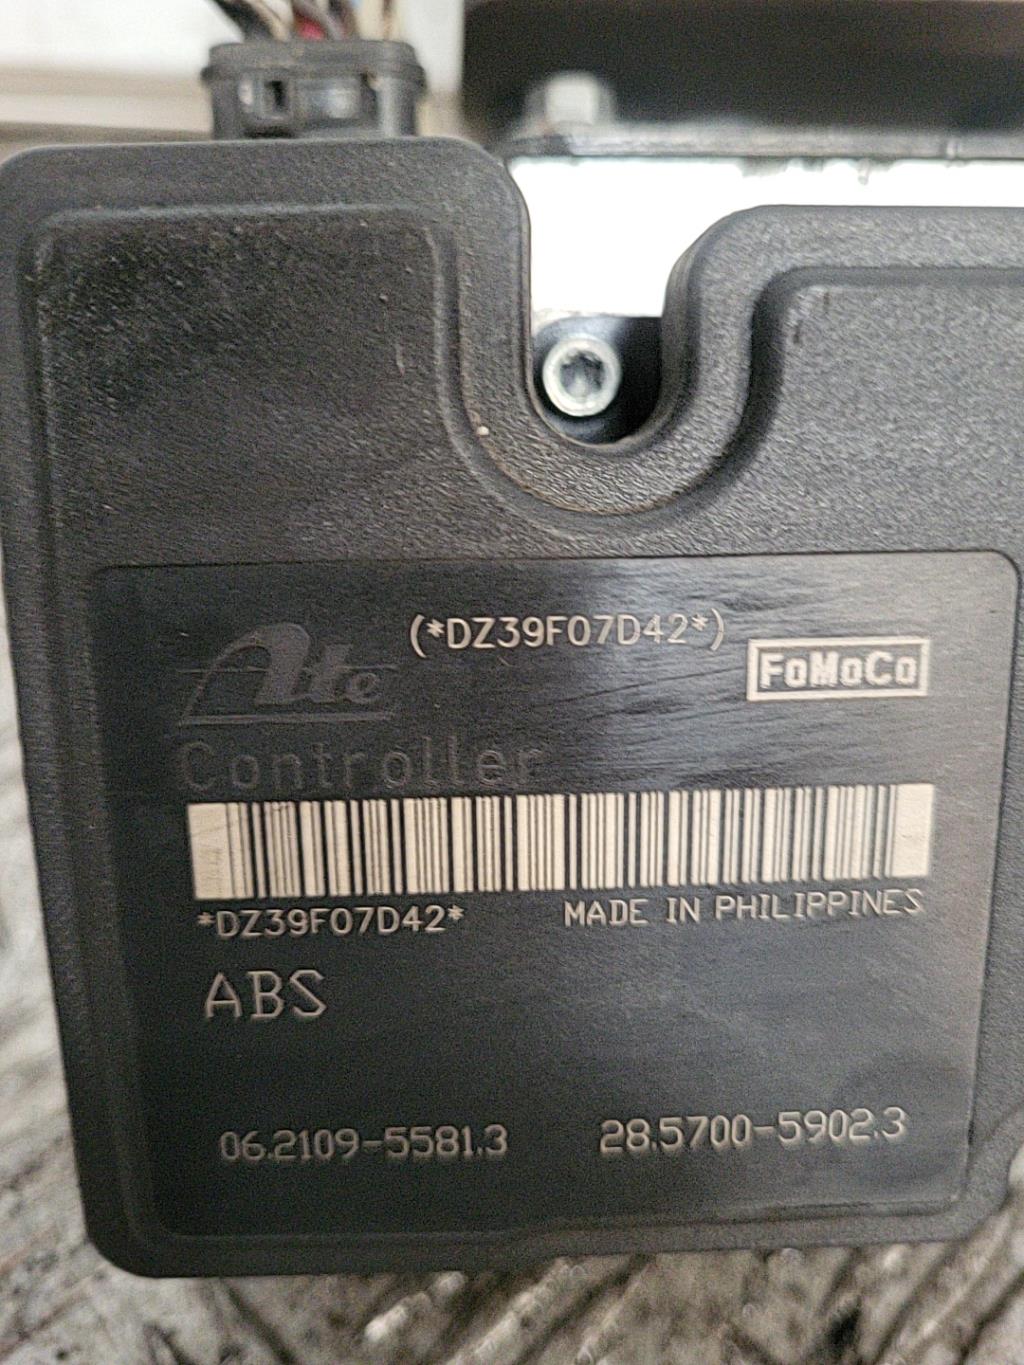 (*DZ39F07D42*)
Ate
FoMoCo
Controller
*DZ39F07D42*
MADE IN PHILIPPINES
ABS
06.2109-5581.3
28.5700-5902.3